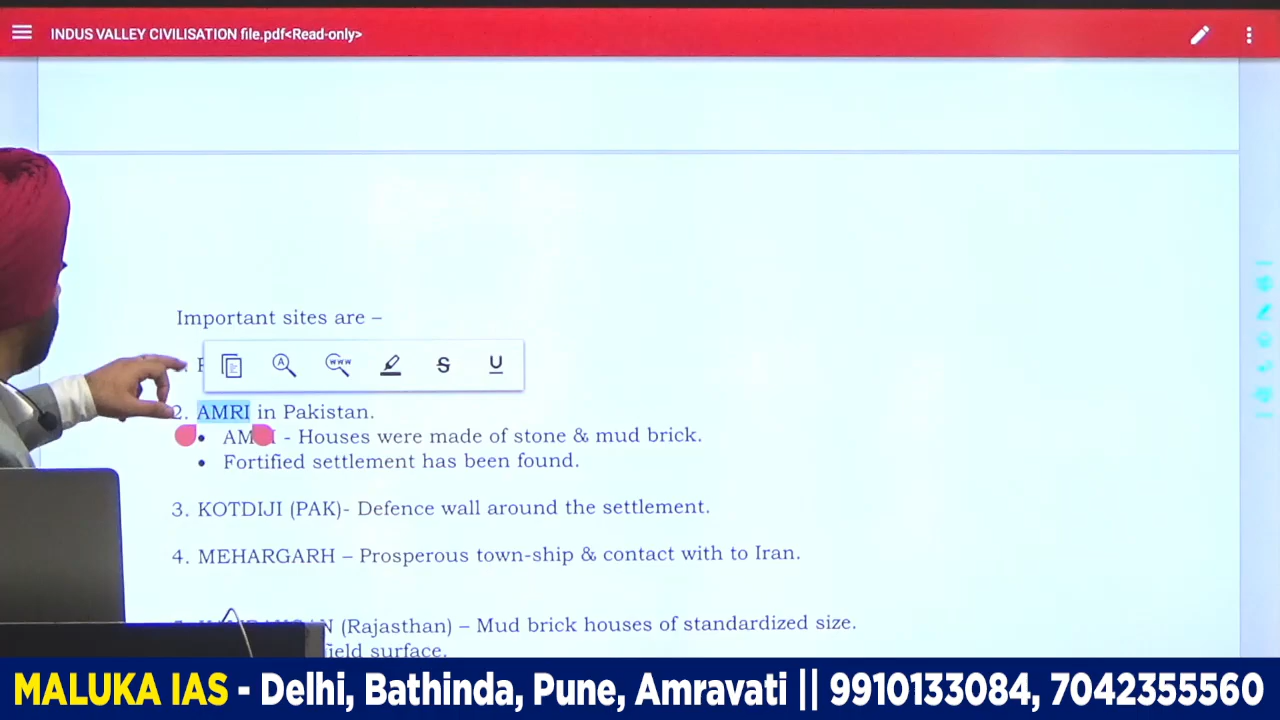 INDUS VALLEY CIVILISATION file.pdf<Read-only>
Important sites are –
2. AMRI in Pakistan.
• - Houses were made of stone & mud brick.
• Fortified settlement has been found.
3. KOTDIJI (PAK)- Defence wall around the settlement.
4. MEHARGARH – Prosperous town-ship & contact with to Iran.
(Rajasthan) – Mud brick houses of standardized size.
surface.
MALUKA IAS - Delhi, Bathinda, Pune, Amravati || 9910133084, 7042355560